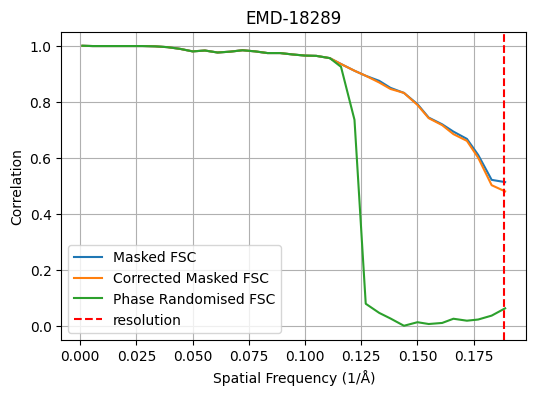 EMD-18289
1.0
0.8
0.6
0.4
0.2
0.0
Correlation
Masked FSC
Corrected Masked FSC
Phase Randomised FSC
resolution
0.000 0.025 0.050 0.075 0.100 0.125 0.150 0.175
Spatial Frequency (1/Å)